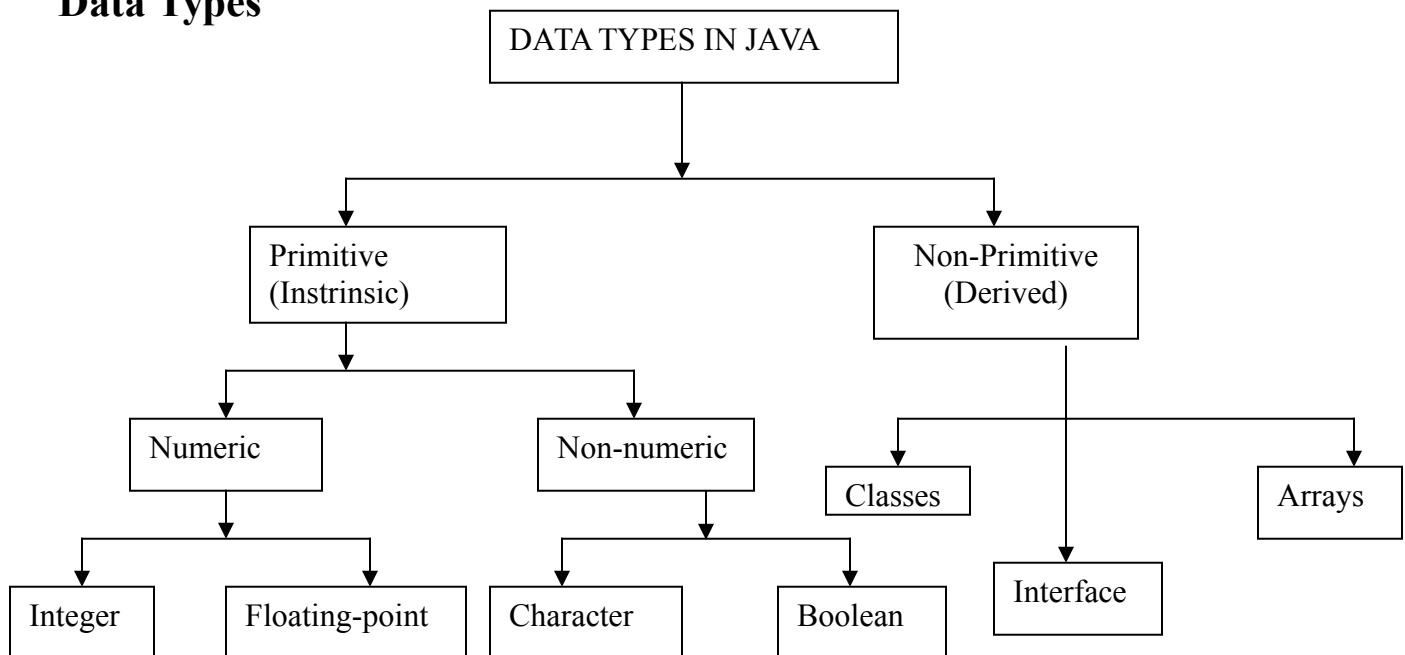 Data Types
DATA TYPES IN JAVA
Primitive
(Instrinsic)
Non-Primitive
(Derived)
Numeric
Non-numeric
Classes
Arrays
Interface
Integer
Floating-point
Character
Boolean